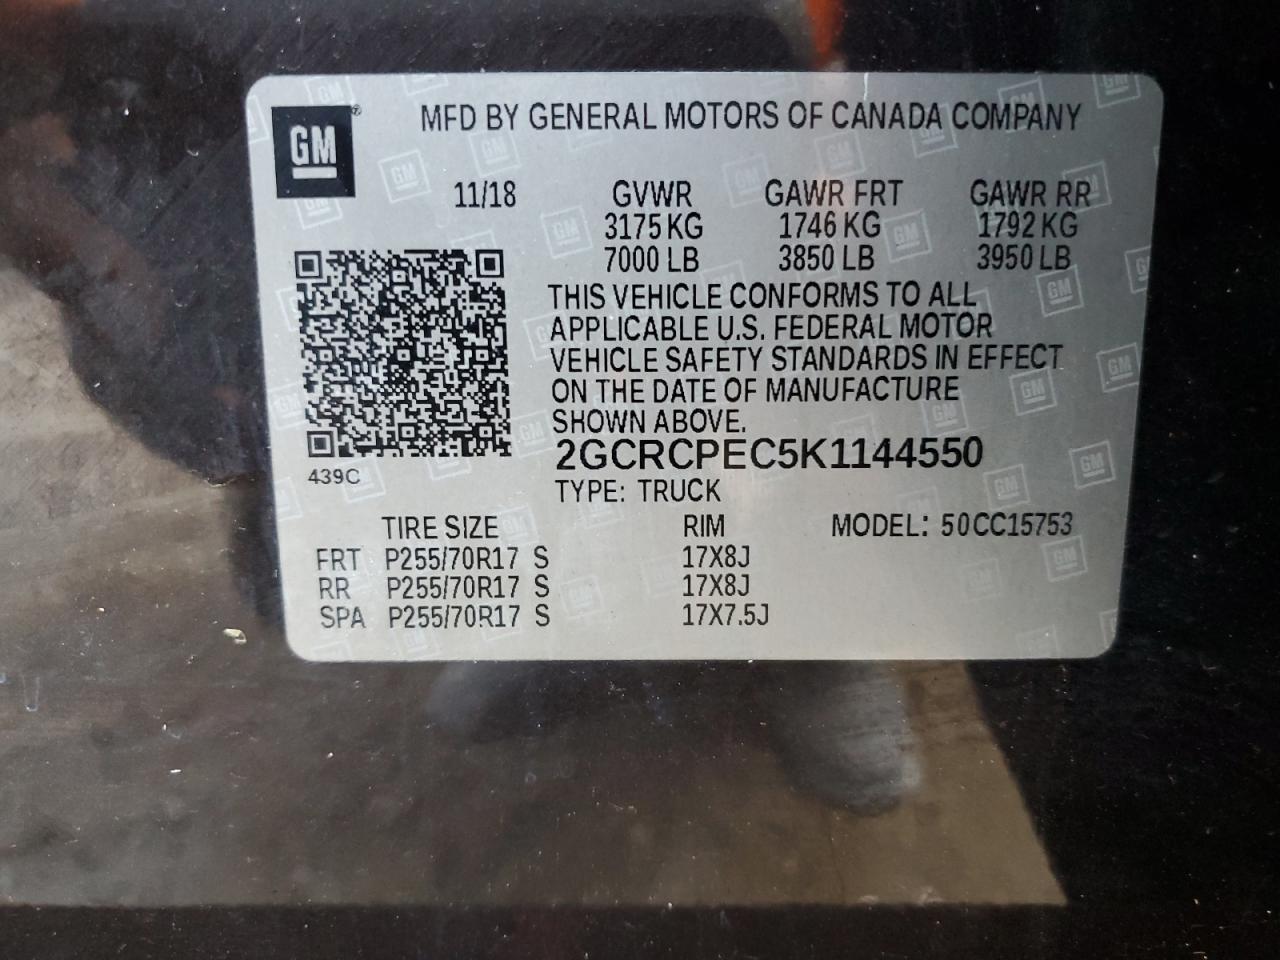 GM®
MFD BY GENERAL MOTORS OF CANADA COMPANY
11/18 GVWR GAWR FRT GAWR RR
3175 KG 1746 KG 1792 KG
7000 LB 3850 LB 3950 LB
THIS VEHICLE CONFORMS TO ALL
APPLICABLE U.S. FEDERAL MOTOR
VEHICLE SAFETY STANDARDS IN EFFECT
ON THE DATE OF MANUFACTURE
SHOWN ABOVE.
2GCRCPEC5K1144550
439C
TYPE: TRUCK
TIRE SIZE RIM MODEL: 50CC15753
FRT P255/70R17 S 17X8J
RR P255/70R17 S 17X8J
SPA P255/70R17 S 17X7.5J